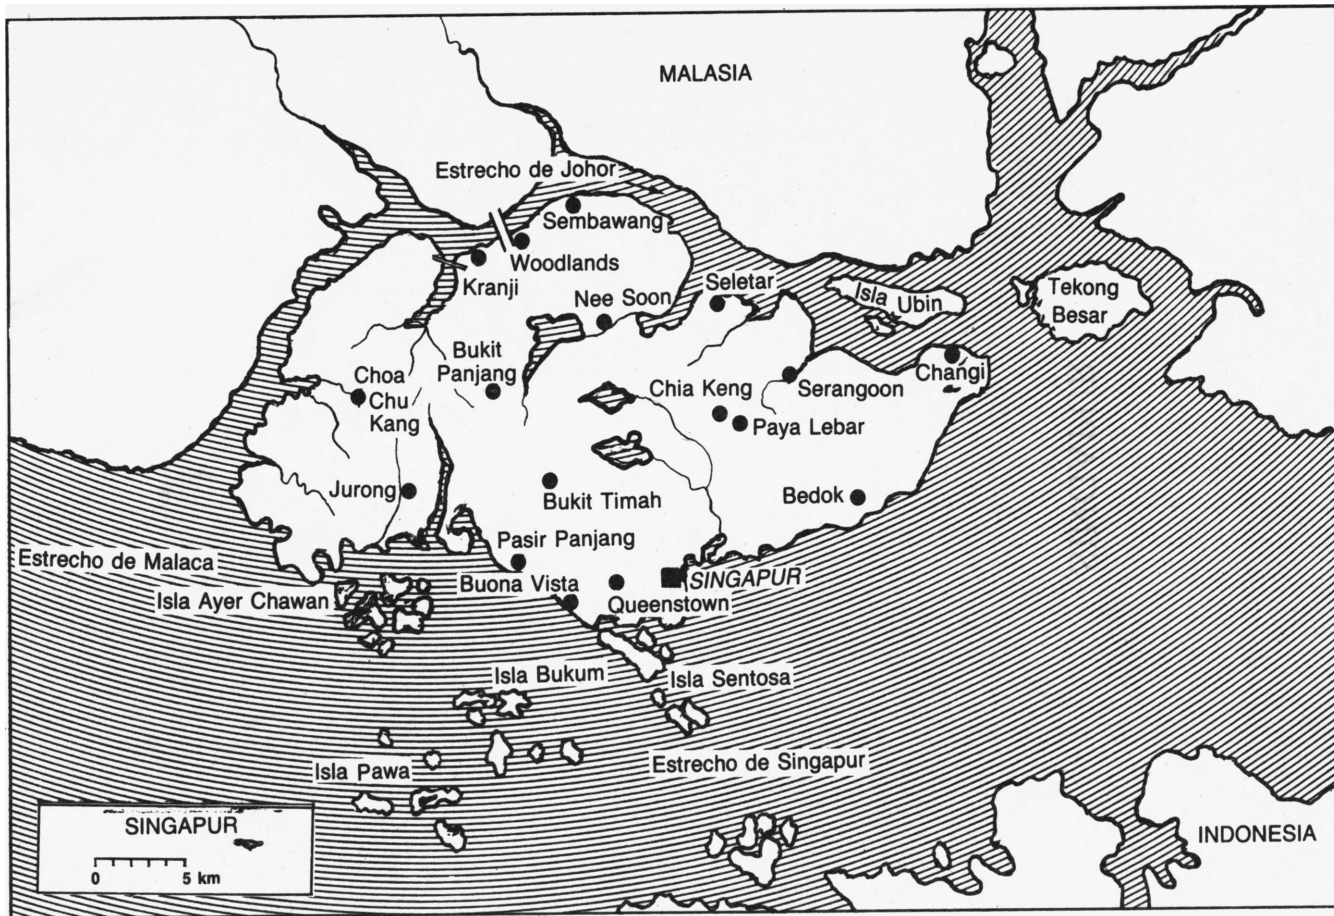 MALASIA
Estrecho de Johor
Sembawang
Woodlands
Kranji
Nee Soon
Seletar
Isla Ubin
Tekong
Besar
Bukit
Panjang
Choa
Chu
Kang
Chia Keng
Serangoon
Changi
Paya Lebar
Jurong
Bukit Timah
Bedok
Pasir Panjang
Estrecho de Malaca
Isla Ayer Chawan
Buona Vista
SINGAPUR
Queenstown
Isla Bukum
Isla Sentosa
Isla Pawa
Estrecho de Singapur
SINGAPUR
0 5 km
INDONESIA